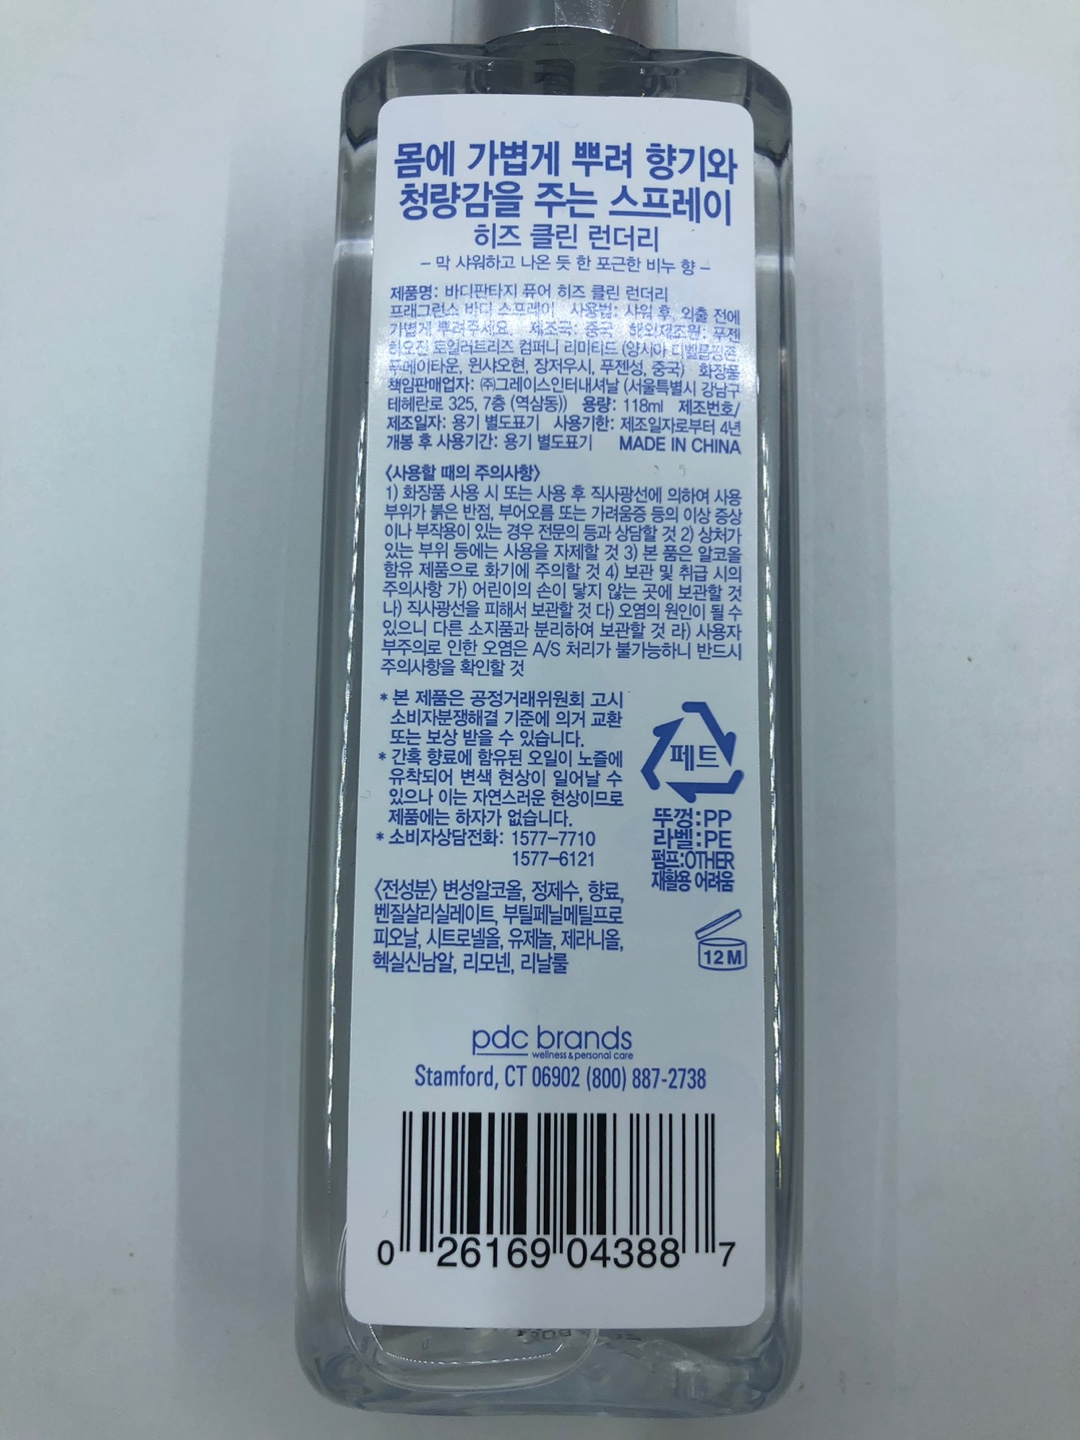 몸에 가볍게 뿌려 향기와
청량감을 주는 스프레이
히즈 클린 런더리
– 막 샤워하고 나온 듯 한 포근한 비누 향 –
제품명: 바디판타지 퓨어 히즈 클린 런더리
프래그런스 바디 스프레이 사용법: 샤워 후, 외출 전에
가볍게 뿌려주세요. 제조국: 중국 해외제조원: 푸젠
히오진 토일러트리즈 컴퍼니 리미티드 (양시아 디벨롭핑존,
푸메이타운, 윈샤오현, 장저우시, 푸젠성, 중국) 화장품
책임판매업자: ㈜그레이스인터내셔날 (서울특별시 강남구
테헤란로 325, 7층 (역삼동)) 용량: 118ml 제조번호/
제조일자: 용기 별도표기 사용기한: 제조일자로부터 4년
개봉 후 사용기간: 용기 별도표기 MADE IN CHINA
〈사용할 때의 주의사항〉
1) 화장품 사용 시 또는 사용 후 직사광선에 의하여 사용
부위가 붉은 반점, 부어오름 또는 가려움증 등의 이상 증상
이나 부작용이 있는 경우 전문의 등과 상담할 것 2) 상처가
있는 부위 등에는 사용을 자제할 것 3) 본 품은 알코올
함유 제품으로 화기에 주의할 것 4) 보관 및 취급 시의
주의사항 가) 어린이의 손이 닿지 않는 곳에 보관할 것
나) 직사광선을 피해서 보관할 것 다) 오염의 원인이 될 수
있으니 다른 소지품과 분리하여 보관할 것 라) 사용자
부주의로 인한 오염은 A/S 처리가 불가능하니 반드시
주의사항을 확인할 것
* 본 제품은 공정거래위원회 고시
소비자분쟁해결 기준에 의거 교환
또는 보상 받을 수 있습니다.
* 간혹 향료에 함유된 오일이 노즐에
유착되어 변색 현상이 일어날 수
있으나 이는 자연스러운 현상이므로
제품에는 하자가 없습니다.
* 소비자상담전화: 1577-7710
1577-6121
페트
뚜껑:PP
라벨:PE
펌프:OTHER
재활용 어려움
〈전성분〉 변성알코올, 정제수, 향료,
벤질살리실레이트, 부틸페닐메틸프로
피오날, 시트로넬올, 유제놀, 제라니올,
헥실신남알, 리모넨, 리날룰
12 M
pdc brands
wellness & personal care
Stamford, CT 06902 (800) 887-2738
0 26169 04388 7